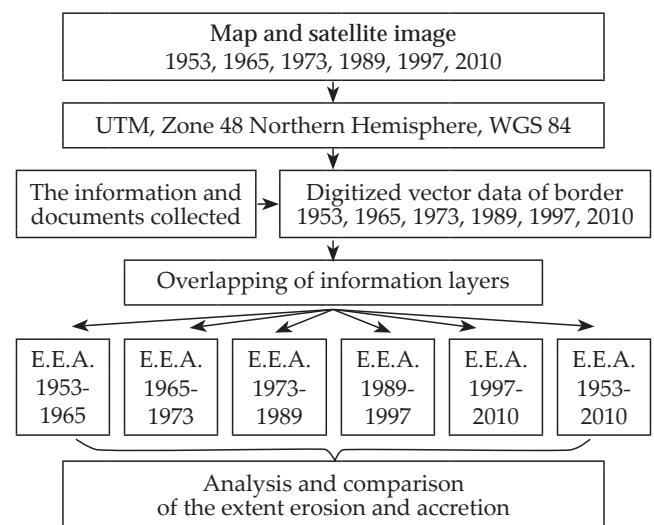 Map and satellite image
1953, 1965, 1973, 1989, 1997, 2010
UTM, Zone 48 Northern Hemisphere, WGS 84
The information and
documents collected
Digitized vector data of border
1953, 1965, 1973, 1989, 1997, 2010
Overlapping of information layers
E.E.A.
1953-
1965
E.E.A.
1965-
1973
E.E.A.
1973-
1989
E.E.A.
1989-
1997
E.E.A.
1997-
2010
E.E.A.
1953-
2010
Analysis and comparison
of the extent erosion and accretion